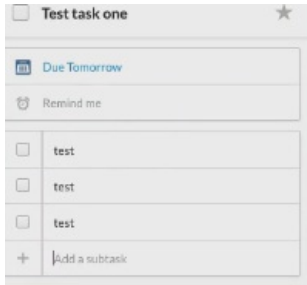 Test task one
Due Tomorrow
Remind me
test
test
test
Add a subtask